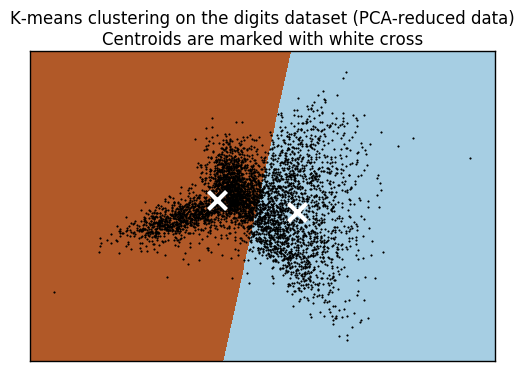 K-means clustering on the digits dataset (PCA-reduced data)
Centroids are marked with white cross